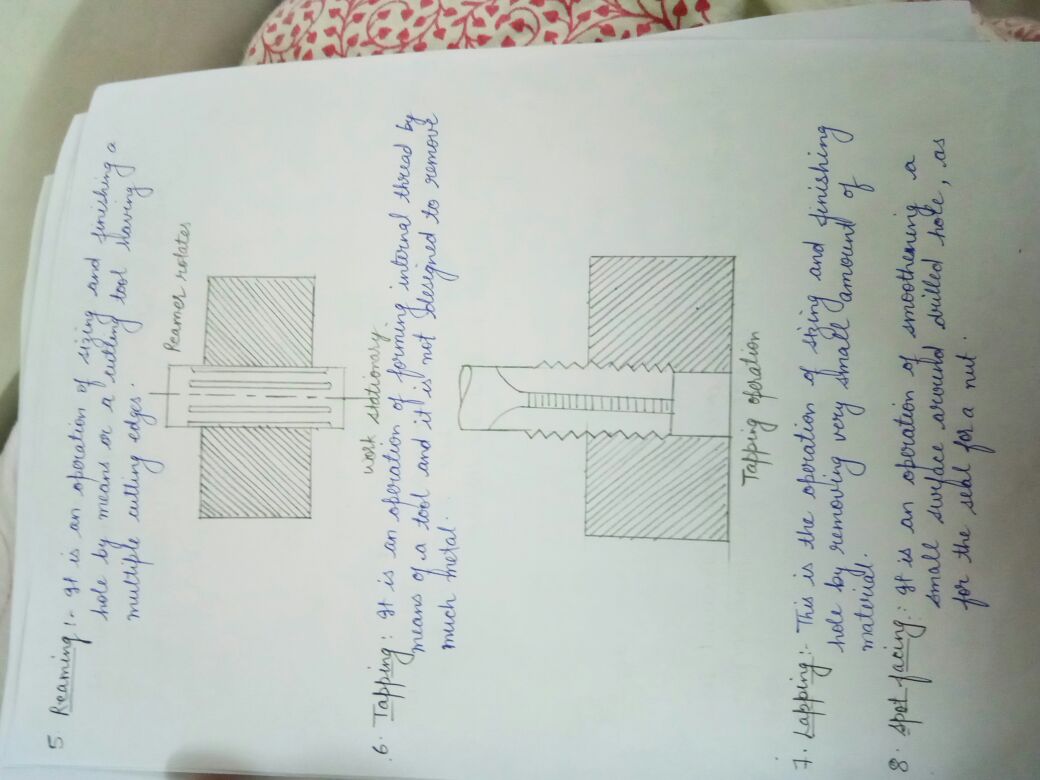 5 Reaming :- It is an operation of sizing and finishing a
hole by means or a cutting tool having
multiple cutting edges.
Reamer rotates
work stationary
6. Tapping : It is an operation of forming internal thread by
means of a tool and it is not designed to remove
much metal.
Tapping operation
7. Lapping :- This is the operation of sizing and finishing
hole by removing very small amount of
material.
8. Spot facing : It is an operation of smoothening a
small surface around drilled hole, as
for the seal for a nut.